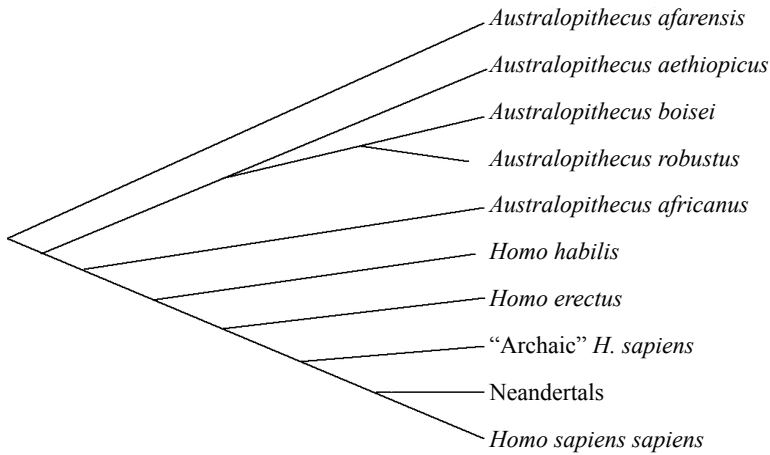 Australopithecus afarensis
Australopithecus aethiopicus
Australopithecus boisei
Australopithecus robustus
Australopithecus africanus
Homo habilis
Homo erectus
“Archaic” H. sapiens
Neandertals
Homo sapiens sapiens